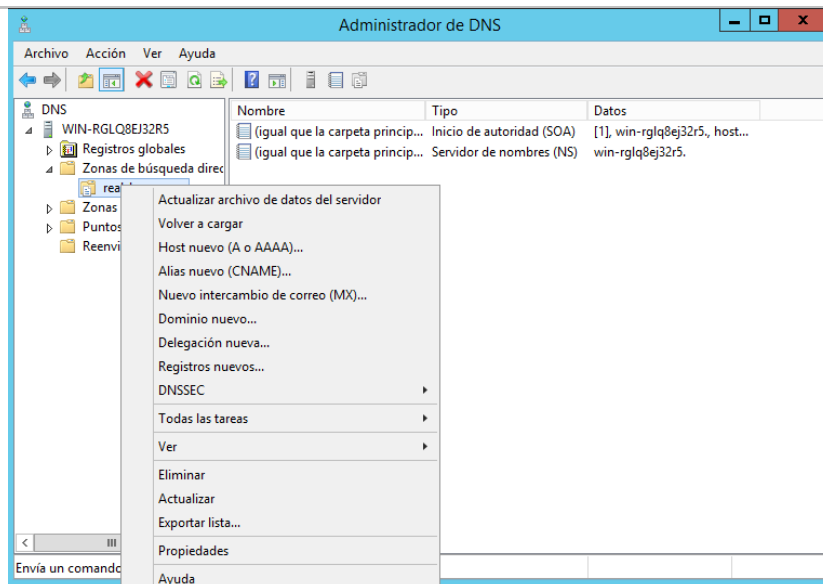 Administrador de DNS
Archivo Acción Ver Ayuda
DNS
WIN-RGLQ8EJ32R5
Registros globales
Zonas de búsqueda direc
Zonas
Puntos
Reenvi
Nombre Tipo Datos
(igual que la carpeta princip... Inicio de autoridad (SOA) [1], win-rglq8ej32r5., host...
(igual que la carpeta princip... Servidor de nombres (NS) win-rglq8ej32r5.
Actualizar archivo de datos del servidor
Volver a cargar
Host nuevo (A o AAAA)...
Alias nuevo (CNAME)...
Nuevo intercambio de correo (MX)...
Dominio nuevo...
Delegación nueva...
Registros nuevos...
DNSSEC
Todas las tareas
Ver
Eliminar
Actualizar
Exportar lista...
Propiedades
Ayuda
Envía un comando